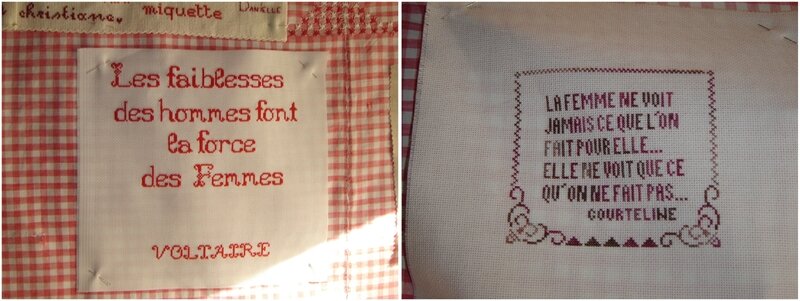 christiane,
miquette
DANIELLE
Les faiblesses
des hommes font
la force
des Femmes
VOLTAIRE
LA FEMME NE VOIT
JAMAIS CE QUE L'ON
FAIT POUR ELLE...
ELLE NE VOIT QUE CE
QU'ON NE FAIT PAS...
COURTELINE